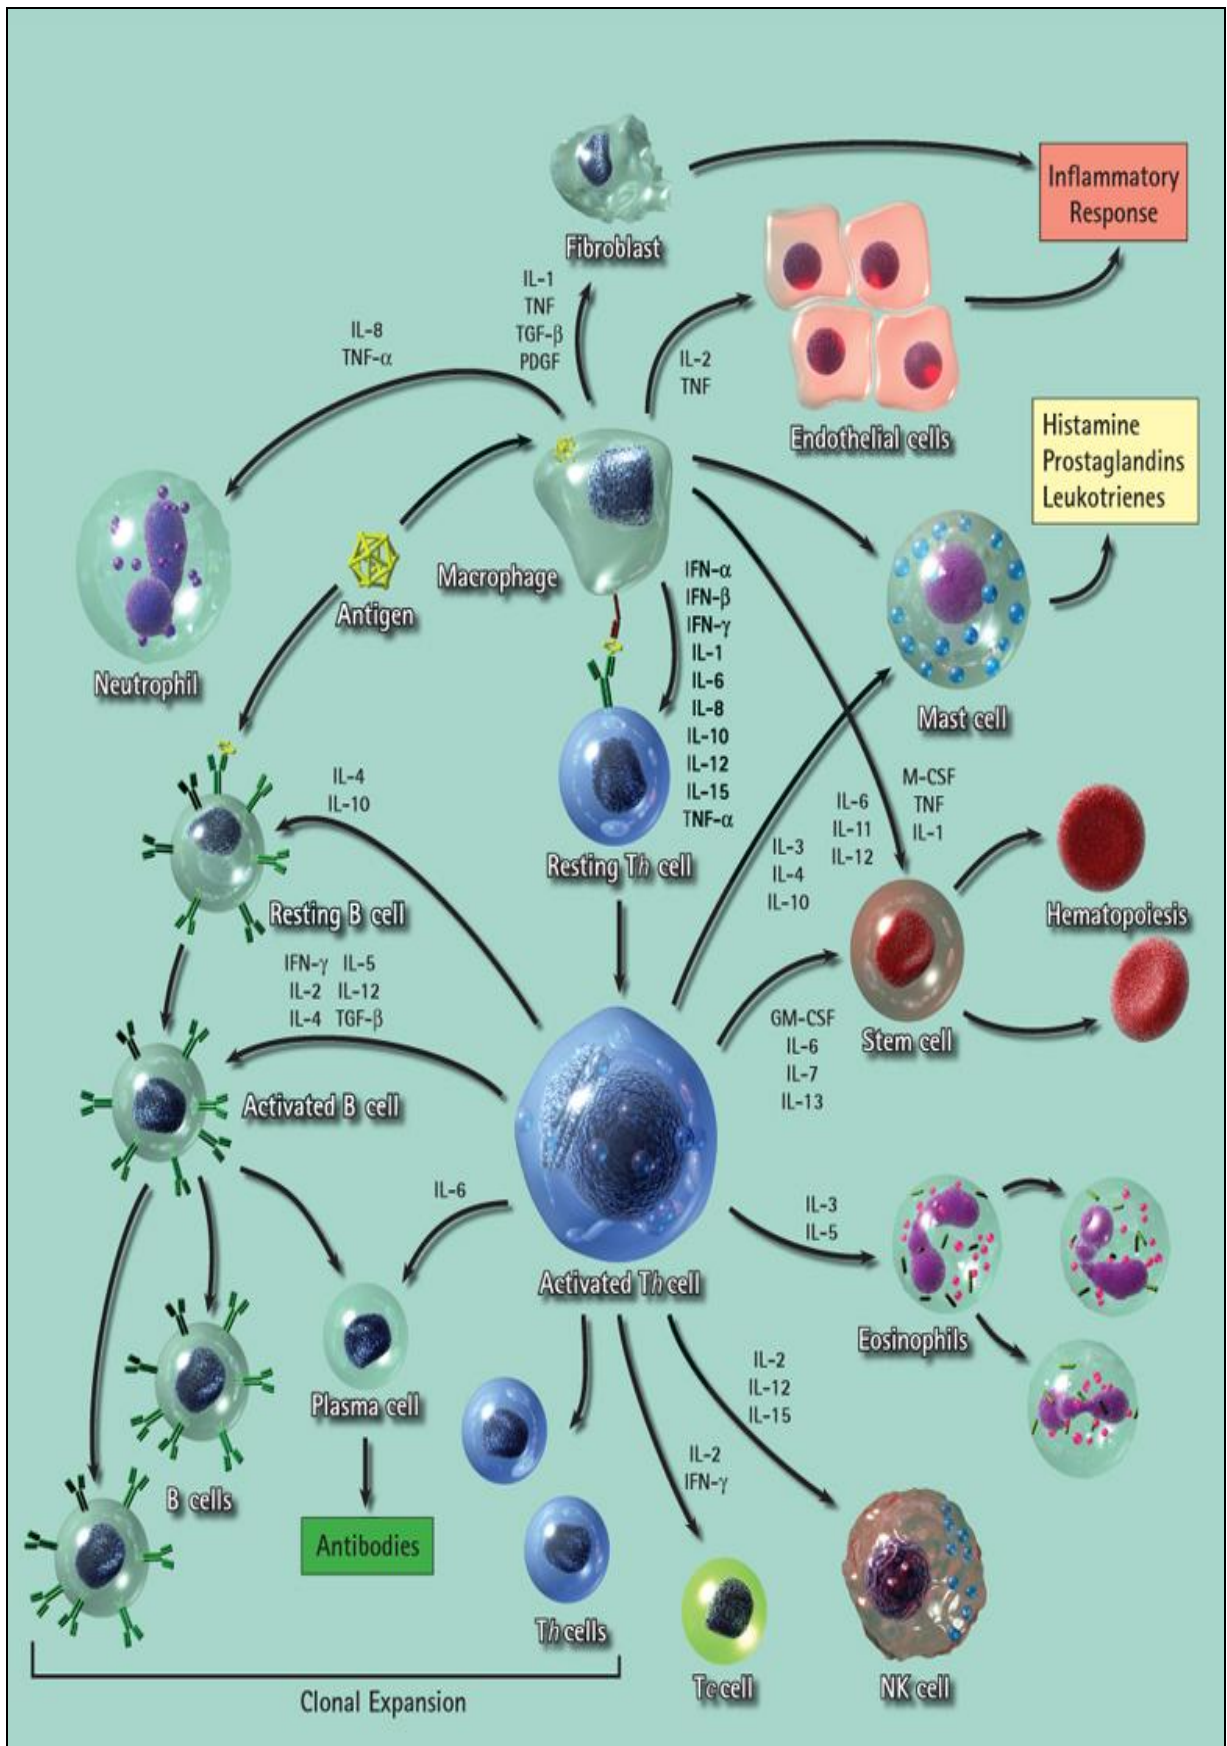 Inflammatory
Response
Fibroblast
IL-1
TNF
TGF-β
PDGF
IL-8
TNF-α
IL-2
TNF
Endothelial cells
Histamine
Prostaglandins
Leukotrienes
Macrophage
Antigen
Neutrophil
IFN-α
IFN-β
IFN-γ
IL-1
IL-6
IL-8
IL-10
IL-12
IL-15
TNF-α
Mast cell
IL-4
IL-10
Resting Th cell
M-CSF
TNF
IL-1
IL-6
IL-11
IL-12
IL-3
IL-4
IL-10
Hematopoiesis
Resting B cell
IFN-γ IL-5
IL-2 IL-12
IL-4 TGF-β
GM-CSF
IL-6
IL-7
IL-13
Stem cell
Activated B cell
IL-6
IL-3
IL-5
Activated Th cell
Eosinophils
Plasma cell
IL-2
IL-12
IL-15
IL-2
IFN-γ
B cells
Antibodies
Th cells
Tc cell
NK cell
Clonal Expansion